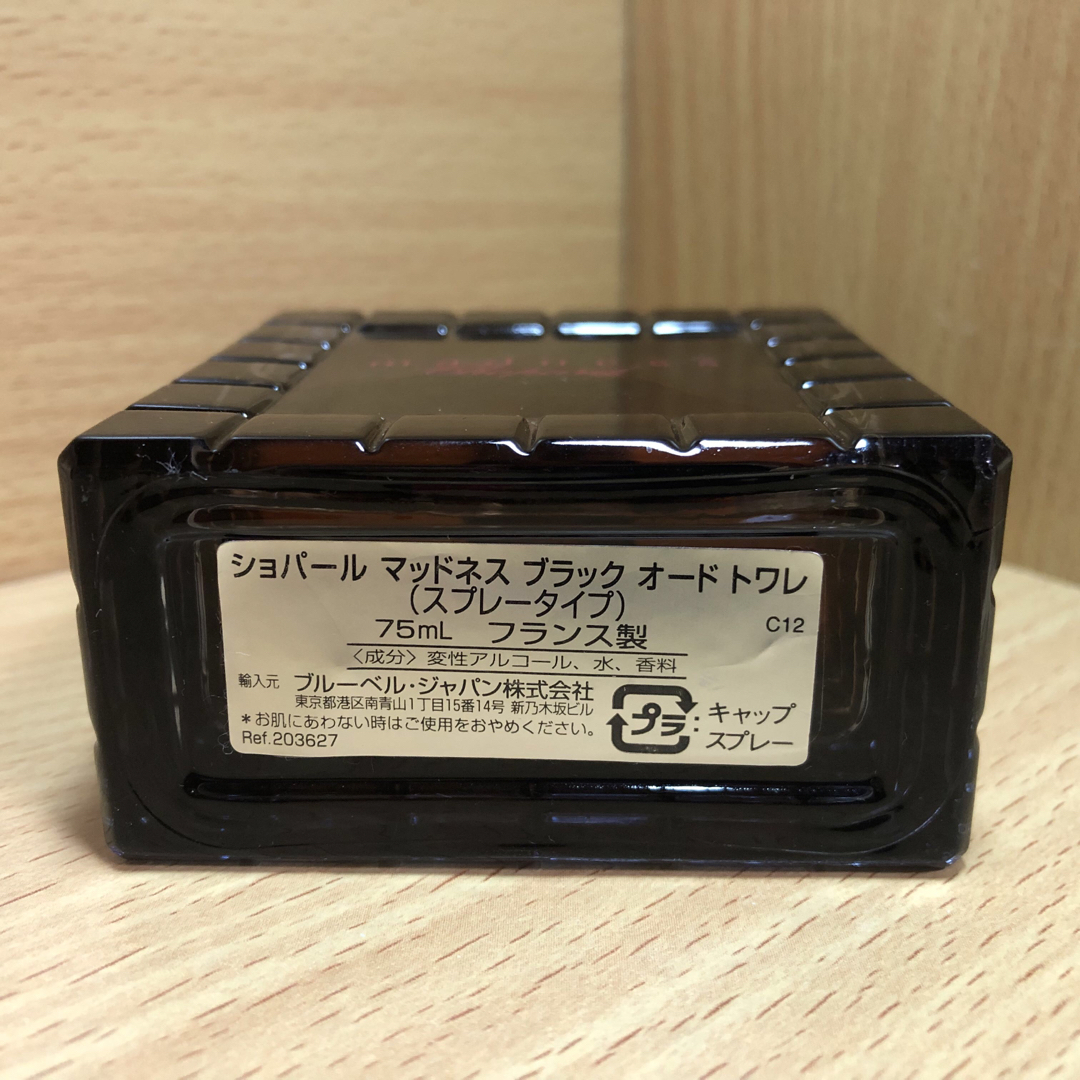 madness
ショパール マッドネス ブラック オード トワレ
（スプレータイプ）
75mL フランス製
C12
〈成分〉変性アルコール、水、香料
輸入元 ブルーベル・ジャパン株式会社
東京都港区南青山1丁目15番14号 新乃木坂ビル
＊お肌にあわない時はご使用をおやめください。
Ref.203627
プラ：キャップ
スプレー